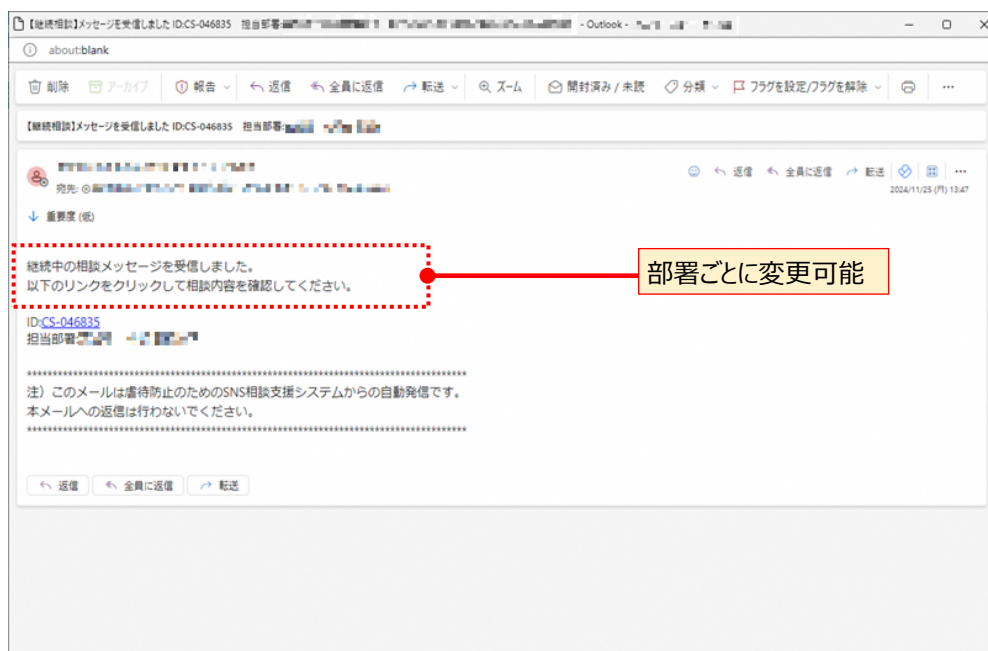 【継続相談】メッセージを受信しました ID:CS-046835 担当部署: - Outlook -
about:blank
削除 アーカイブ 報告 返信 全員に返信 転送 ズーム 開封済み / 未読 分類 フラグを設定/フラグを解除
【継続相談】メッセージを受信しました ID:CS-046835 担当部署:
返信 全員に返信 転送
宛先:
2024/11/25 (月) 13:47
重要度 (低)
継続中の相談メッセージを受信しました。
以下のリンクをクリックして相談内容を確認してください。
部署ごとに変更可能
ID:CS-046835
担当部署:
********************************************************************************
注）このメールは虐待防止のためのSNS相談支援システムからの自動発信です。
本メールへの返信は行わないでください。
********************************************************************************
返信 全員に返信 転送